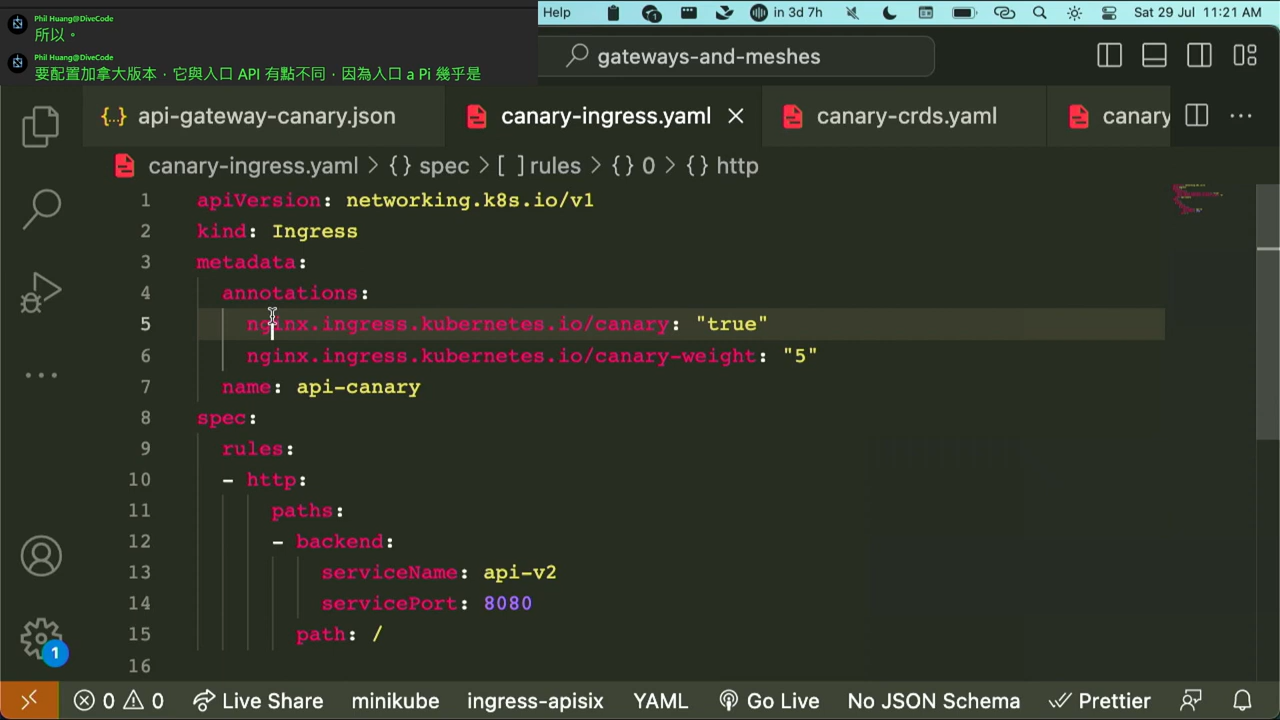 Phil Huang@DiveCode
所以。
Phil Huang@DiveCode
要配置加拿大版本，它與入口 API 有點不同，因為入口 a Pi 幾乎是
Help
1
in 3d 7h
Sat 29 Jul 11:21 AM
gateways-and-meshes
{..} api-gateway-canary.json
canary-ingress.yaml
canary-crds.yaml
canary
canary-ingress.yaml > {} spec > [ ] rules > {} 0 > {} http
1 apiVersion: networking.k8s.io/v1
2 kind: Ingress
3 metadata:
4 annotations:
5 nginx.ingress.kubernetes.io/canary: "true"
6 nginx.ingress.kubernetes.io/canary-weight: "5"
7 name: api-canary
8 spec:
9 rules:
10 - http:
11 paths:
12 - backend:
13 serviceName: api-v2
14 servicePort: 8080
15 path: /
16
1
0 0 Live Share minikube ingress-apisix YAML Go Live No JSON Schema Prettier